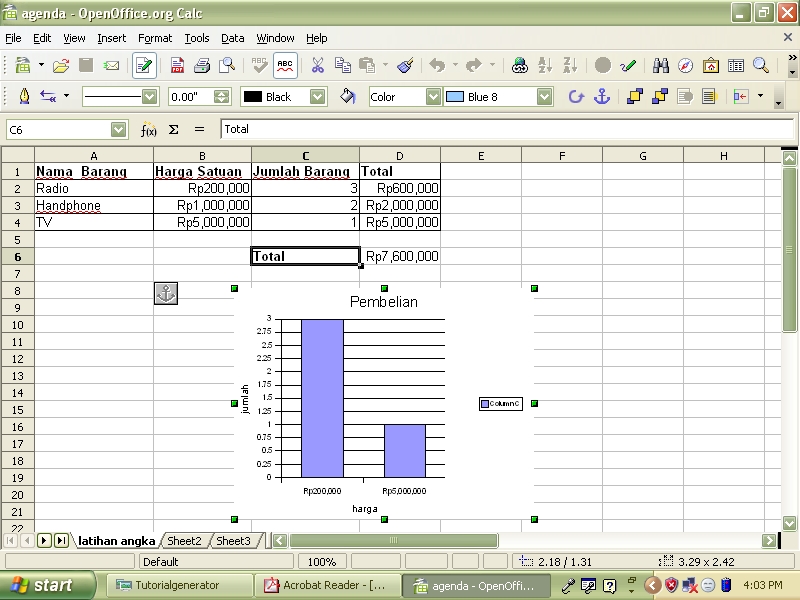 agenda - OpenOffice.org Calc
File Edit View Insert Format Tools Data Window Help
ABC ABC
0.00" Black Color Blue 8
C6 f(x) Σ = Total
A B C D E F G H
1 Nama Barang Harga Satuan Jumlah Barang Total
2 Radio Rp200,000 3 Rp600,000
3 Handphone Rp1,000,000 2 Rp2,000,000
4 TV Rp5,000,000 1 Rp5,000,000
5
6 Total Rp7,600,000
7
8
9
10
11
12
13
14
15
16
17
18
19
20
21
22
Pembelian
3
2.75
2.5
2.25
2
1.75
1.5
1.25
1
0.75
0.5
0.25
0
jumlah
Rp200,000 Rp5,000,000
harga
Column C
latihan angka Sheet2 Sheet3
Default 100% 2.18 / 1.31 3.29 x 2.42
start Tutorialgenerator Acrobat Reader - [... agenda - OpenOffi... 4:03 PM